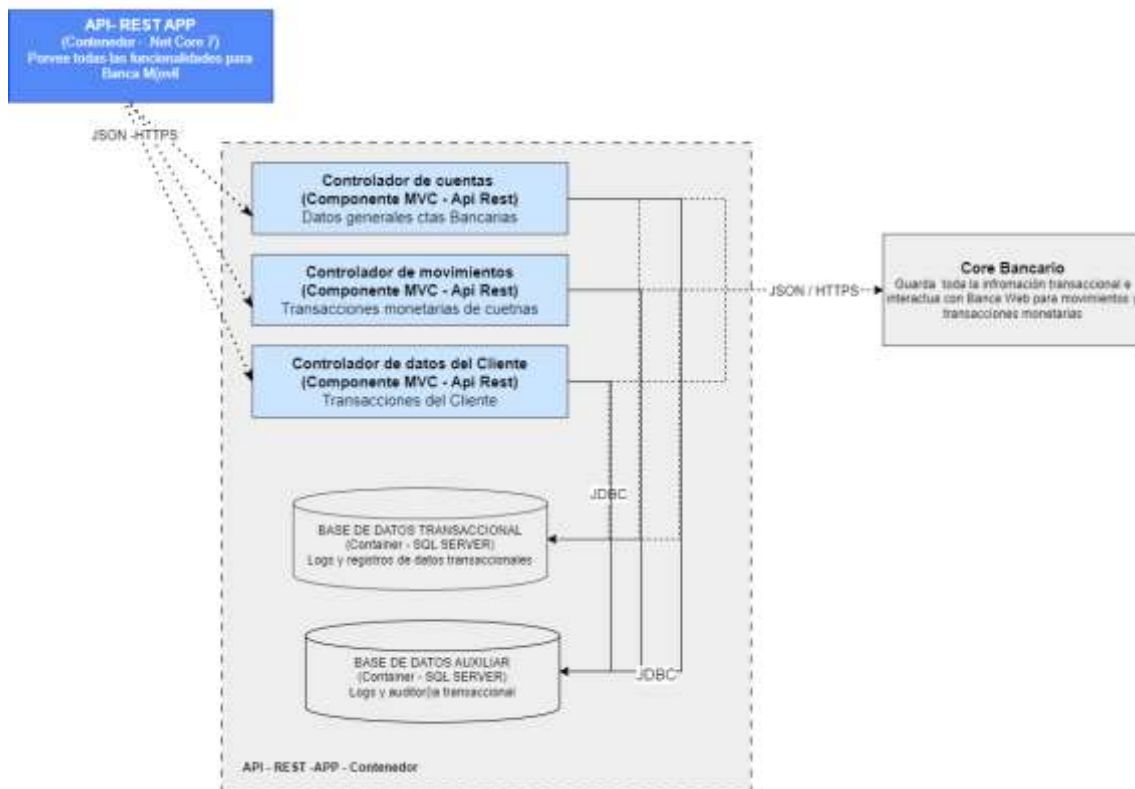 API- REST APP
(Contenedor - .Net Core 7)
Porvee todas las funcionalidades para
Banca M{ovil
JSON -HTTPS
Controlador de cuentas
(Componente MVC - Api Rest)
Datos generales ctas Bancarias
Controlador de movimientos
(Componente MVC - Api Rest)
Transacciones monetarias de cuetnas
Controlador de datos del Cliente
(Componente MVC - Api Rest)
Transacciones del Cliente
JSON / HTTPS
Core Bancario
Guarda toda la infromación transaccional e
interactua con Banca Web para movimientos y
transacciones monetarias
JDBC
BASE DE DATOS TRANSACCIONAL
(Container - SQL SERVER)
Logs y registros de datos transaccionales
BASE DE DATOS AUXILIAR
(Container - SQL SERVER)
Logs y auditor{ia transaccional
JDBC
API - REST -APP - Contenedor